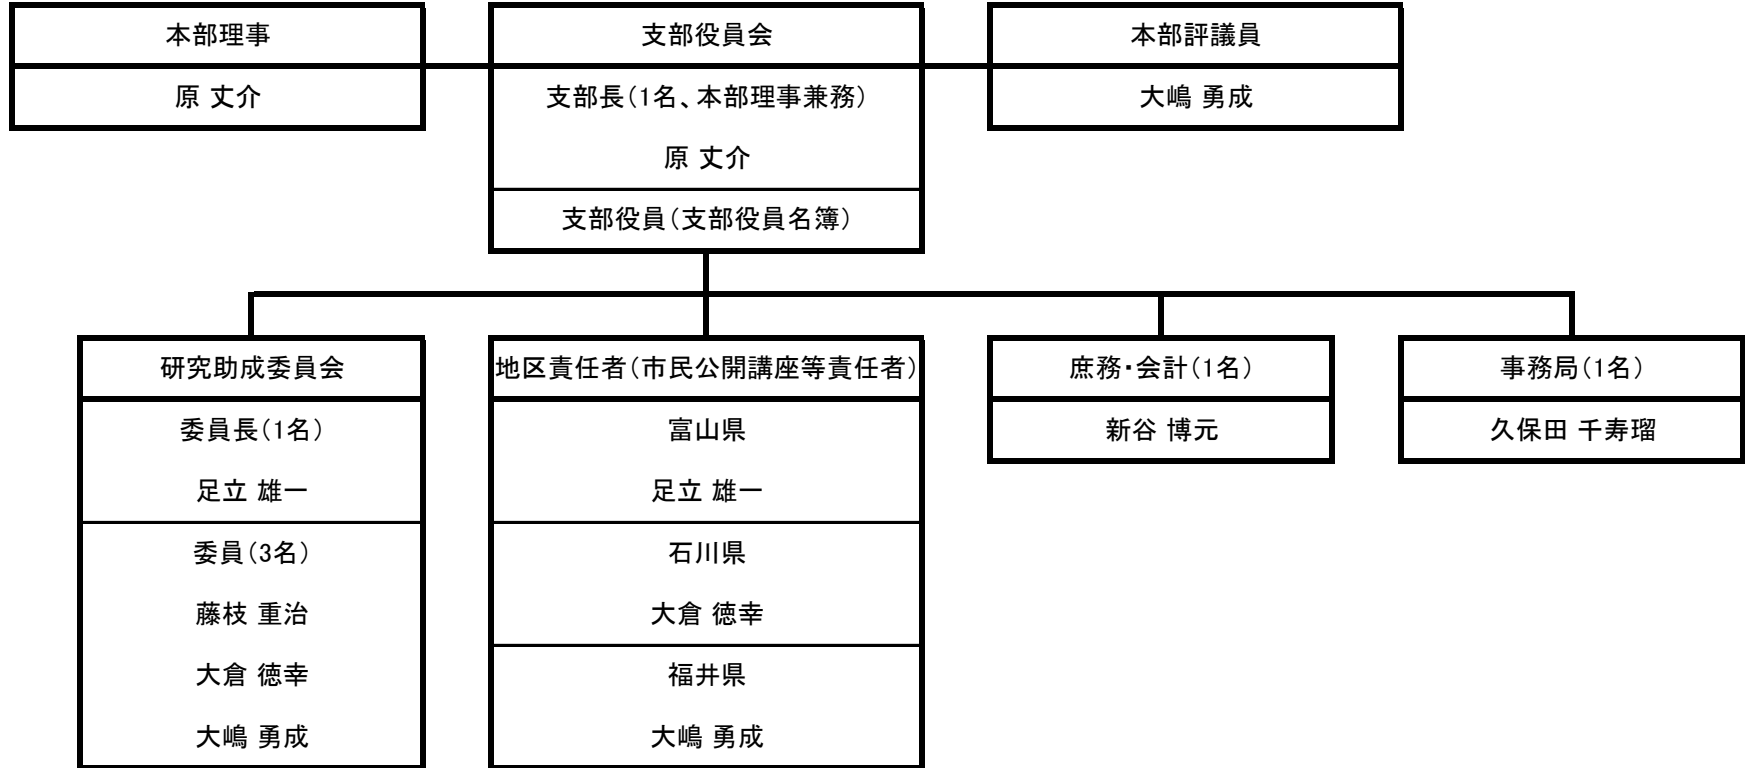 本部理事
原 丈介
支部役員会
支部長（1名、本部理事兼務）
原 丈介
支部役員（支部役員名簿）
本部評議員
大嶋 勇成
研究助成委員会
委員長（1名）
足立 雄一
委員（3名）
藤枝 重治
大倉 徳幸
大嶋 勇成
地区責任者（市民公開講座等責任者）
富山県
足立 雄一
石川県
大倉 徳幸
福井県
大嶋 勇成
庶務・会計（1名）
新谷 博元
事務局（1名）
久保田 千寿瑠